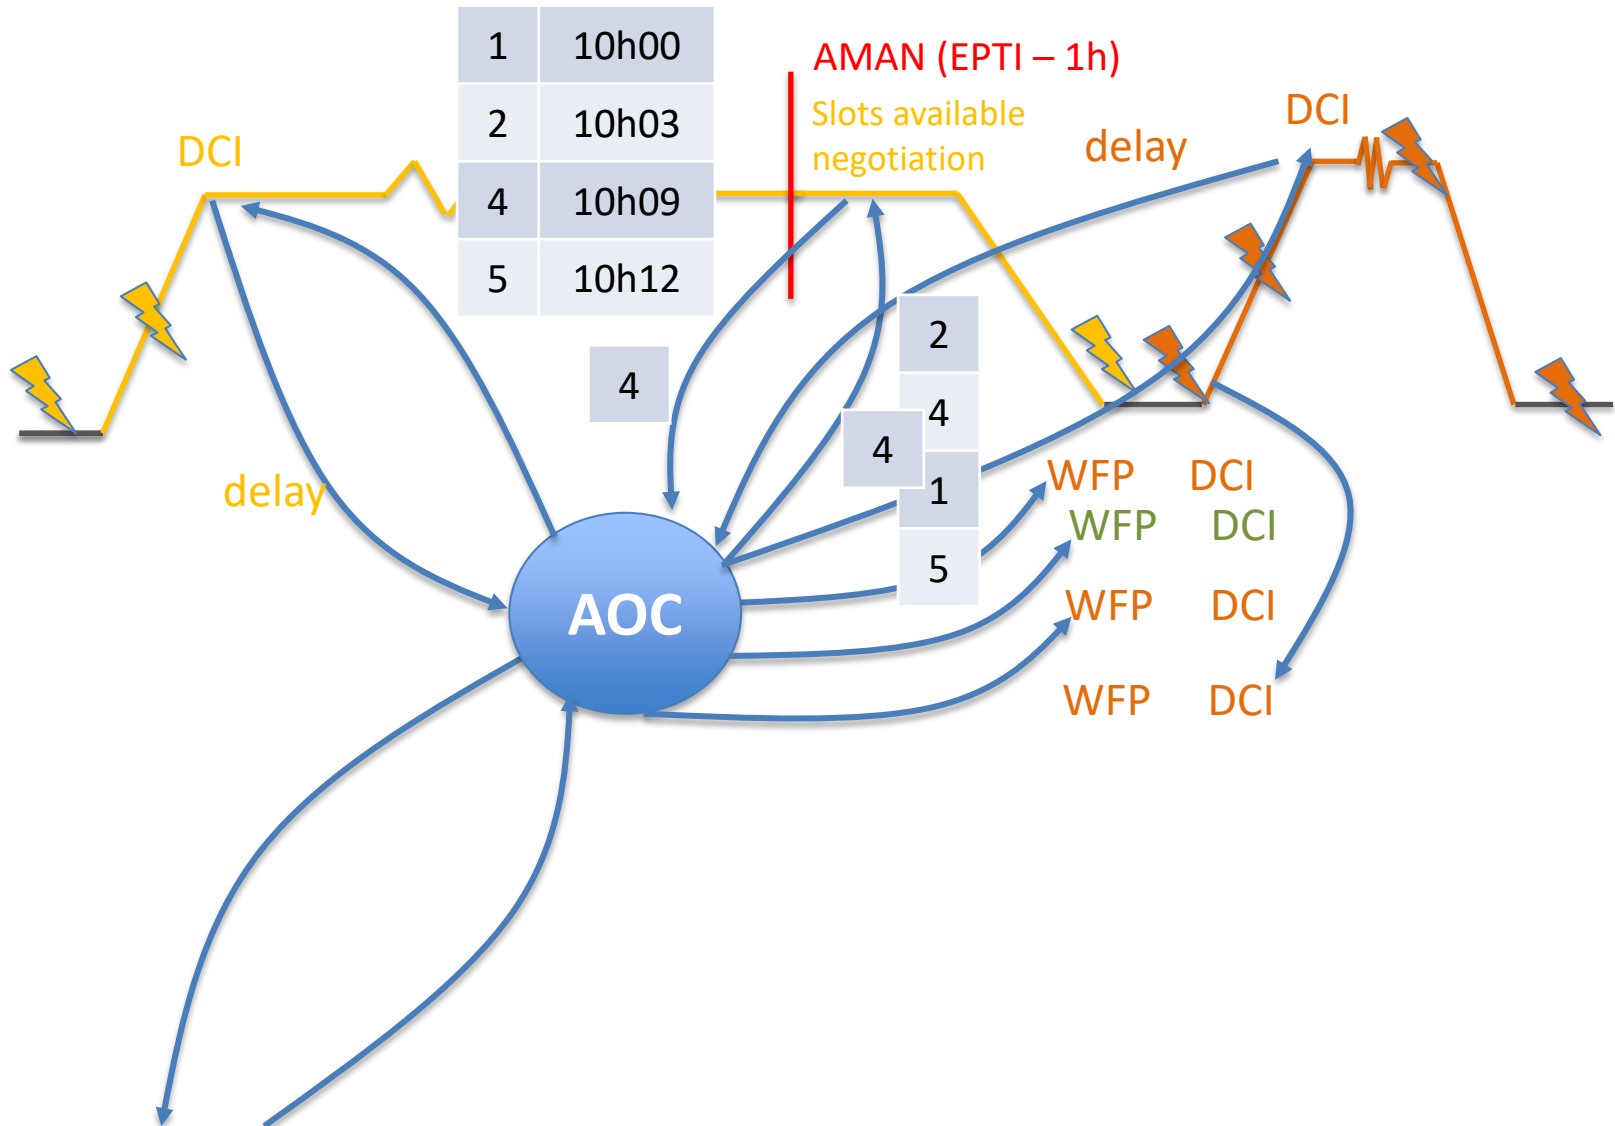 1 10h00
2 10h03
4 10h09
5 10h12
AMAN (EPTI – 1h)
Slots available
negotiation
DCI
delay
DCI
4
2
4
4
1
5
delay
AOC
WFP DCI
WFP DCI
WFP DCI
WFP DCI